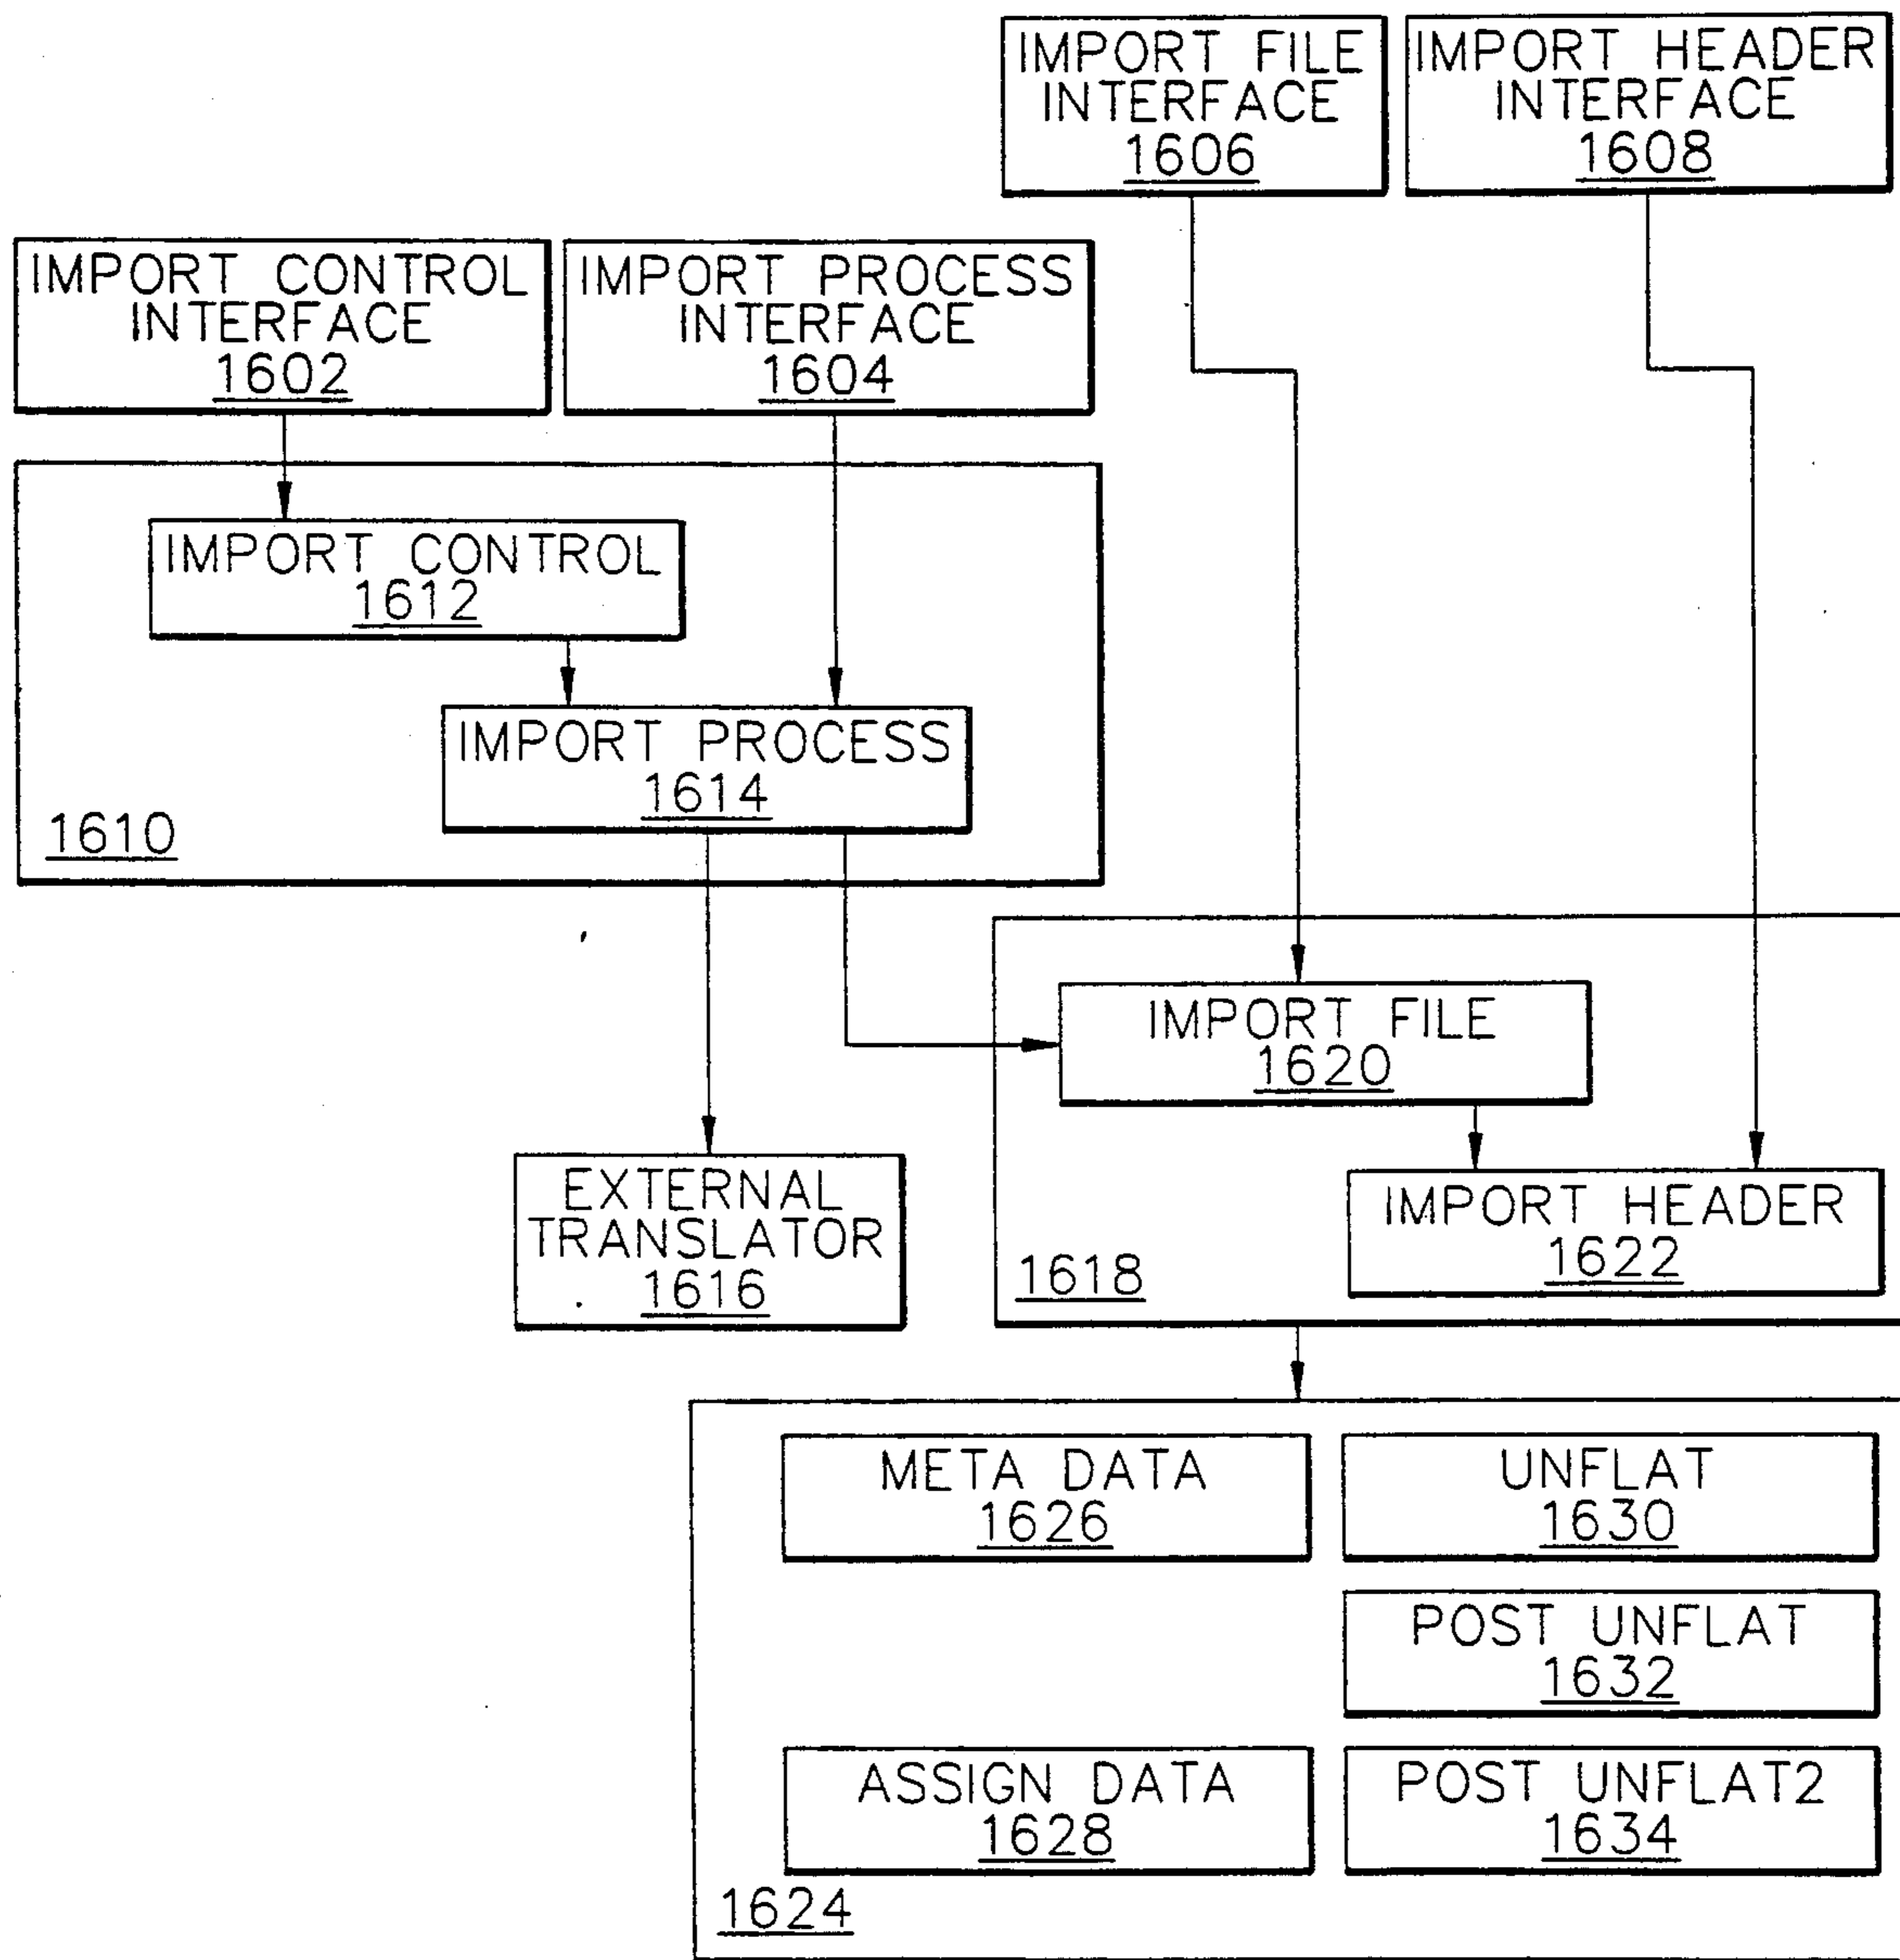 IMPORT FILE
INTERFACE
1606
IMPORT HEADER
INTERFACE
1608
IMPORT CONTROL
INTERFACE
1602
IMPORT PROCESS
INTERFACE
1604
IMPORT CONTROL
1612
IMPORT PROCESS
1614
1610
IMPORT FILE
1620
IMPORT HEADER
1622
1618
EXTERNAL
TRANSLATOR
1616
META DATA
1626
UNFLAT
1630
POST UNFLAT
1632
ASSIGN DATA
1628
POST UNFLAT2
1634
1624